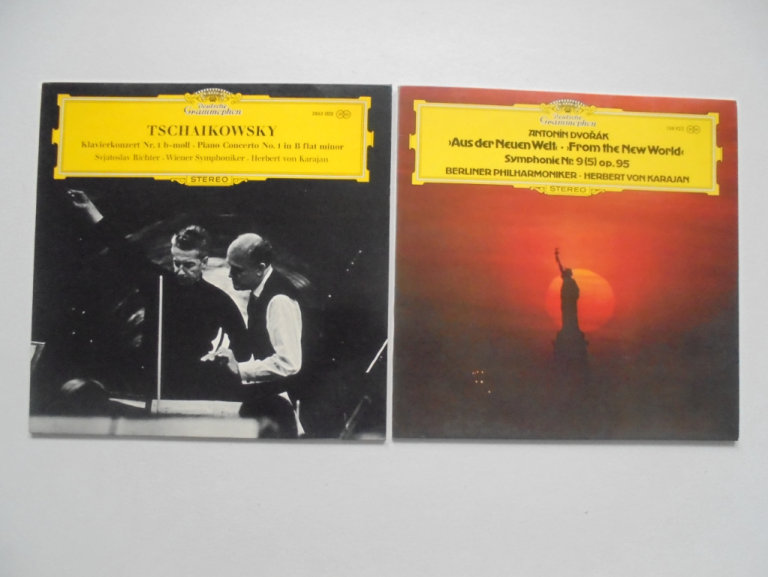 Deutsche
Grammophon
TSCHAIKOWSKY
Klavierkonzert Nr. 1 b-moll · Piano Concerto No. 1 in B flat minor
Svjatoslav Richter · Wiener Symphoniker · Herbert von Karajan
STEREO
Deutsche
Grammophon
ANTONÍN DVOŘÁK
›Aus der Neuen Welt‹ · ›From the New World‹
Symphonie Nr. 9 (5) op. 95
BERLINER PHILHARMONIKER · HERBERT VON KARAJAN
STEREO